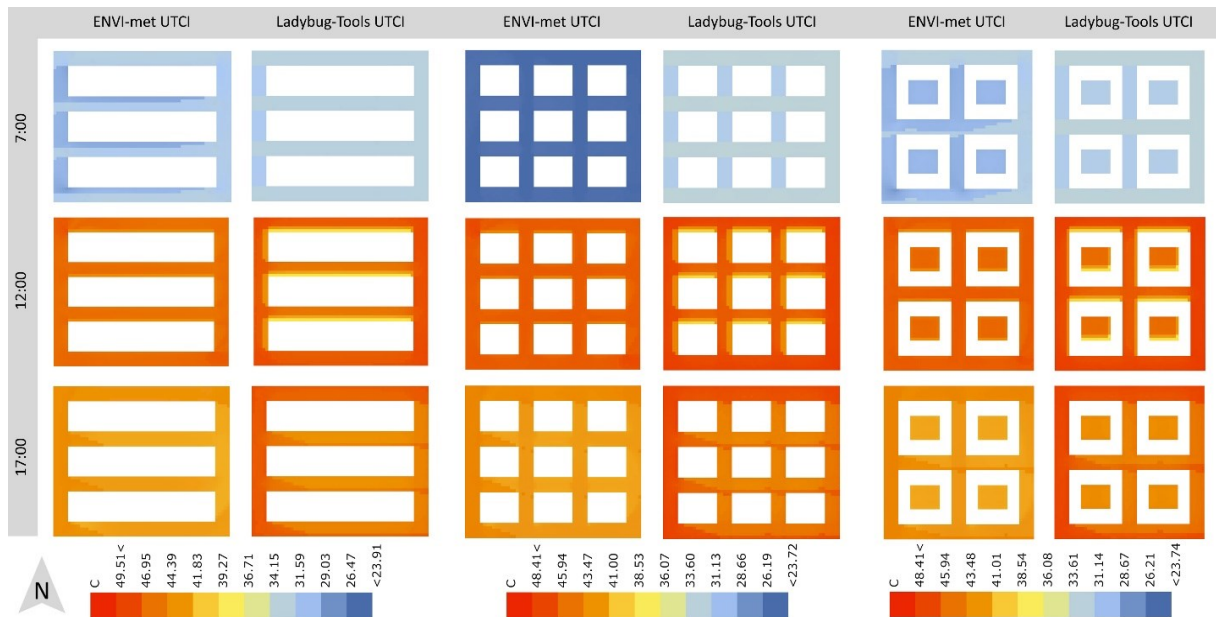 ENVI-met UTCI Ladybug-Tools UTCI ENVI-met UTCI Ladybug-Tools UTCI ENVI-met UTCI Ladybug-Tools UTCI
7:00
12:00
17:00
N
C 49.51< 46.95 44.39 41.83 39.27 36.71 34.15 31.59 29.03 26.47 <23.91
C 48.41< 45.94 43.47 41.00 38.53 36.07 33.60 31.13 28.66 26.19 <23.72
C 48.41< 45.94 43.48 41.01 38.54 36.08 33.61 31.14 28.67 26.21 <23.74